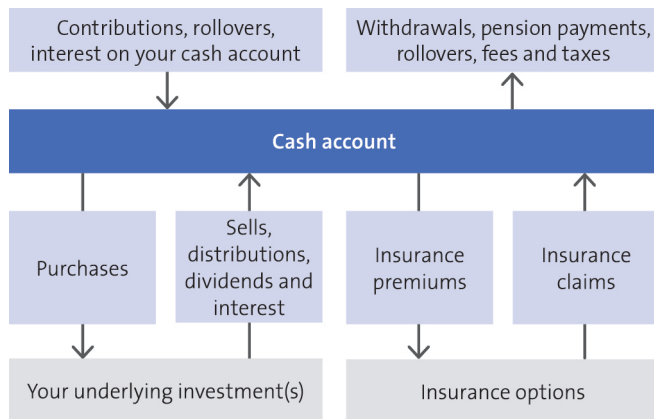 Contributions, rollovers,
interest on your cash account
Withdrawals, pension payments,
rollovers, fees and taxes
Cash account
Purchases
Sells,
distributions,
dividends and
interest
Insurance
premiums
Insurance
claims
Your underlying investment(s)
Insurance options